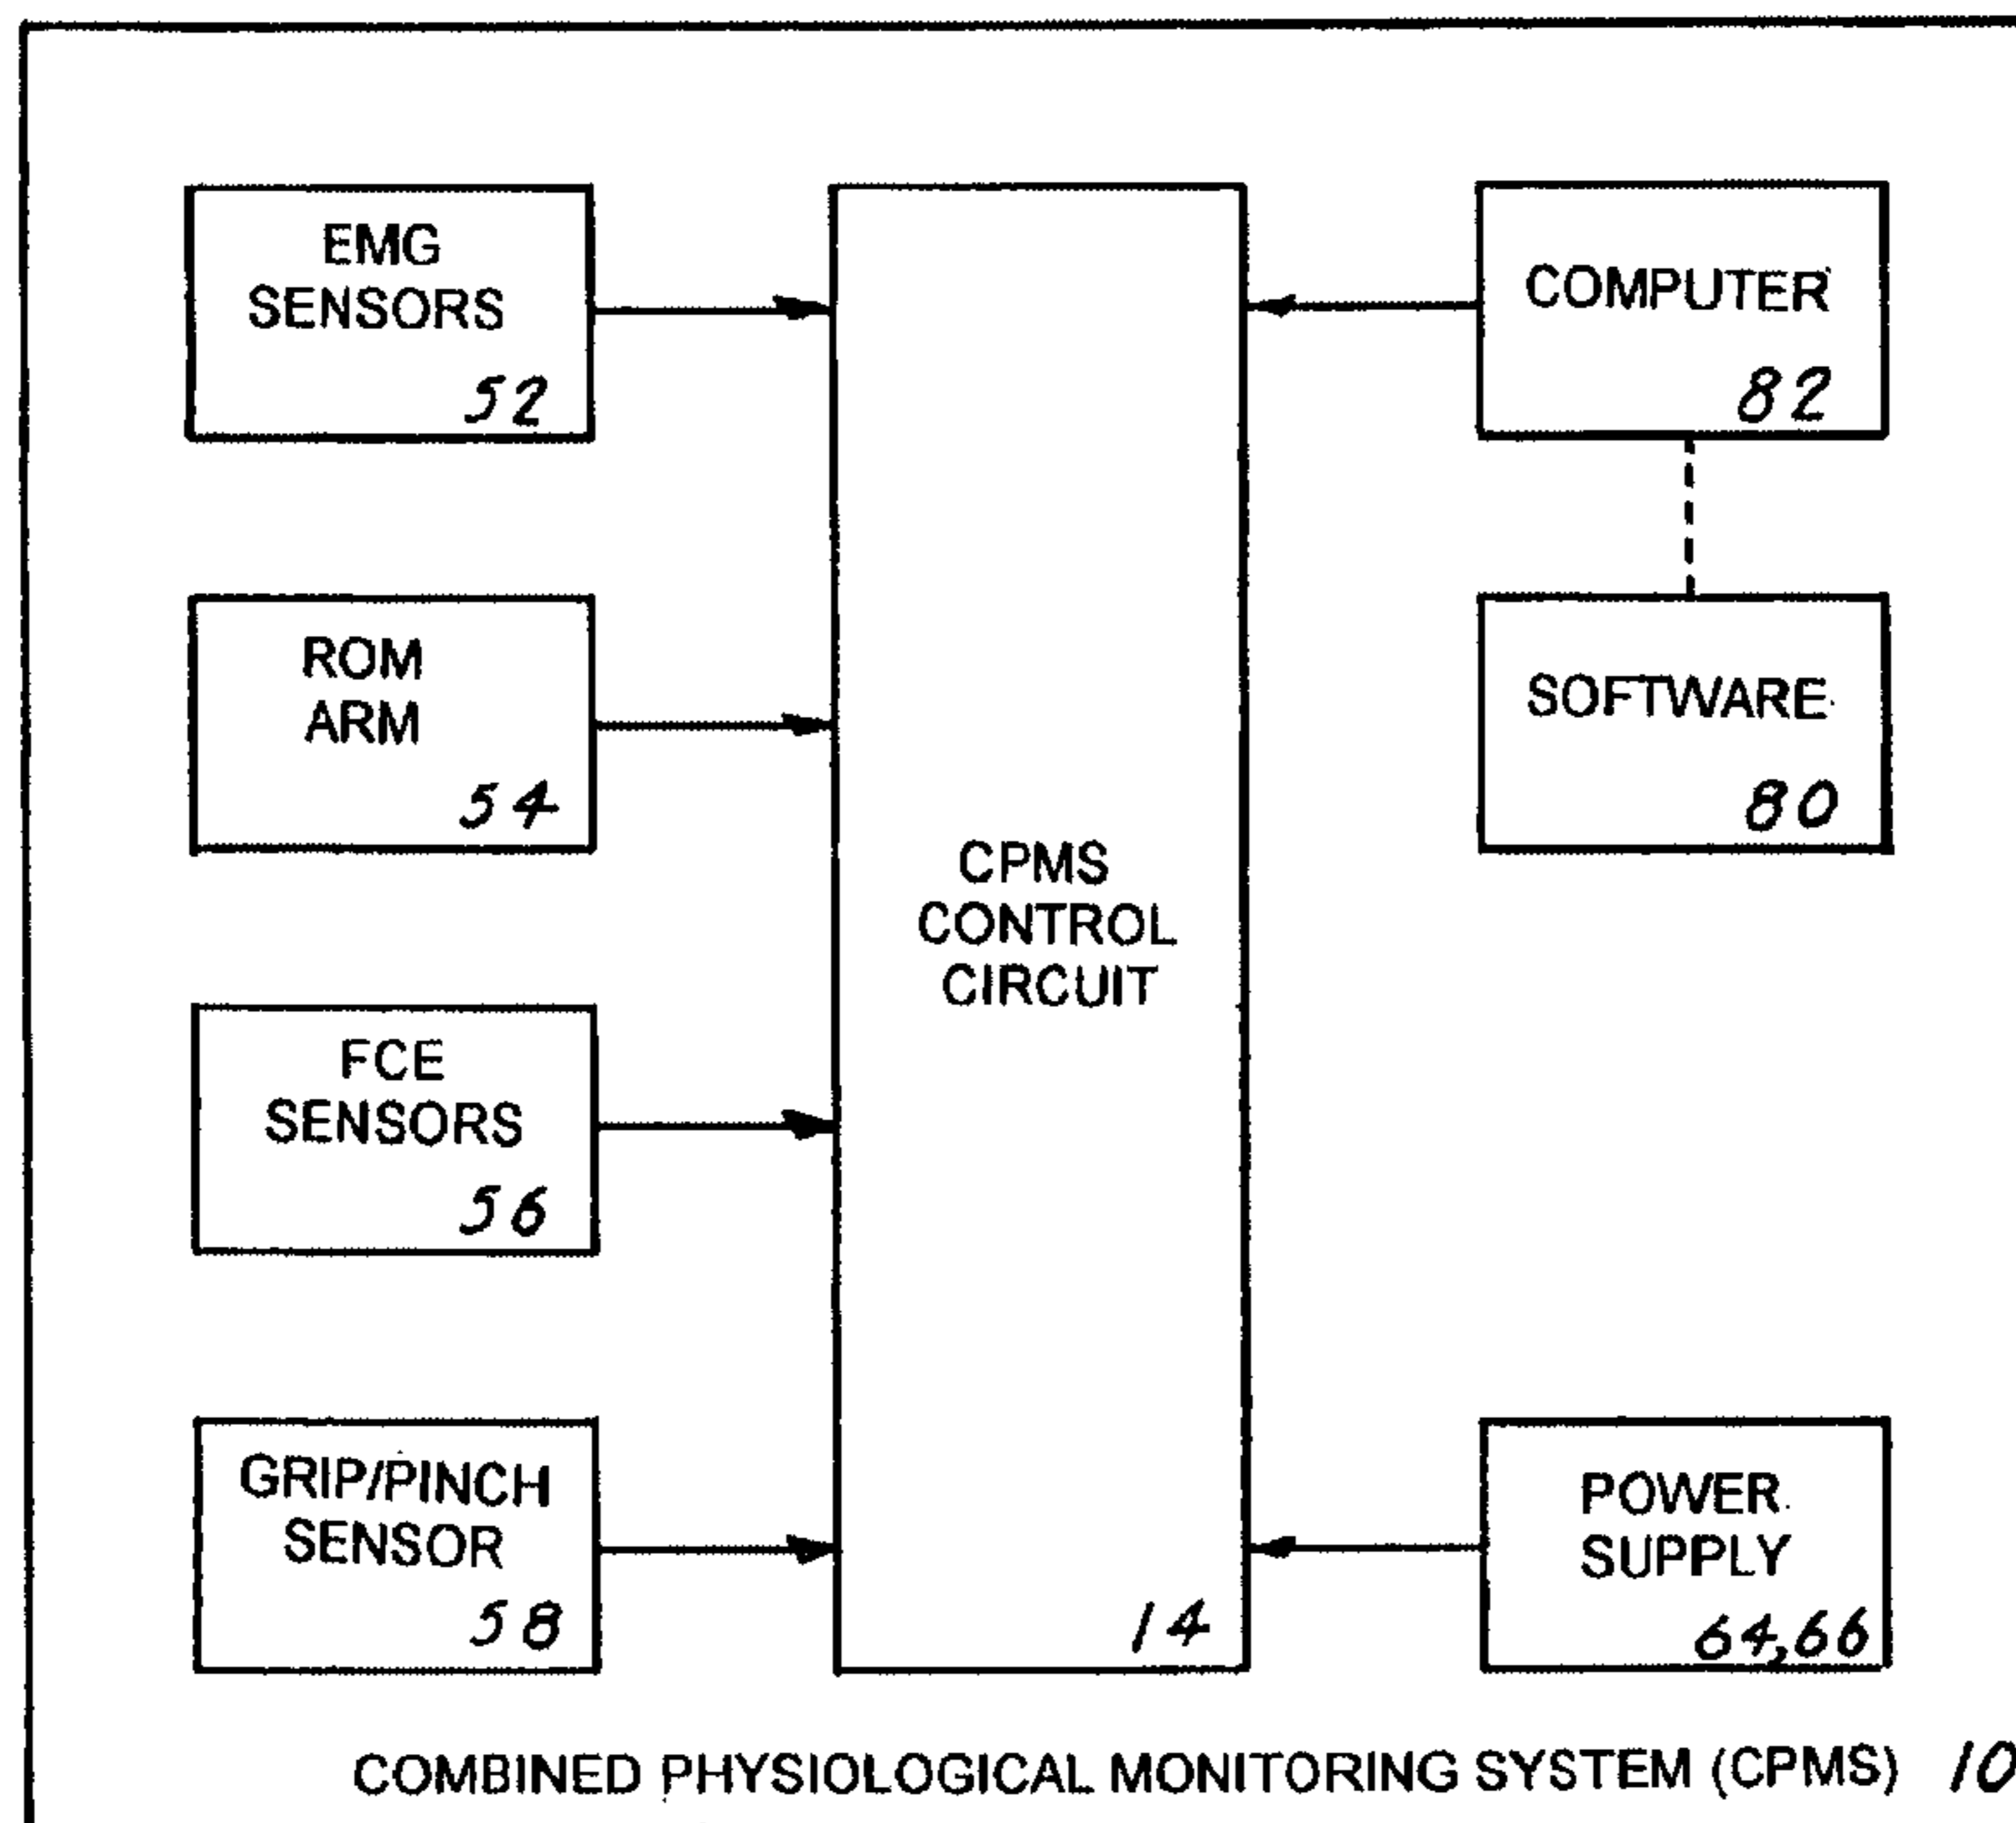 EMG
SENSORS
52
ROM
ARM
54
FCE
SENSORS
56
GRIP/PINCH
SENSOR
58
CPMS
CONTROL
CIRCUIT
14
COMPUTER
82
SOFTWARE
80
POWER
SUPPLY
64,66
COMBINED PHYSIOLOGICAL MONITORING SYSTEM (CPMS) 10